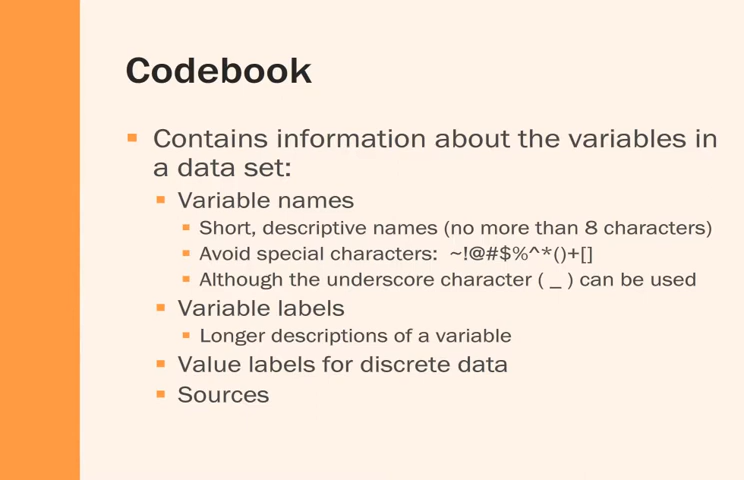 Codebook
Contains information about the variables in
a data set:
Variable names
Short, descriptive names (no more than 8 characters)
Avoid special characters:  ~!@#$%^*()+[]
Although the underscore character ( _ ) can be used
Variable labels
Longer descriptions of a variable
Value labels for discrete data
Sources